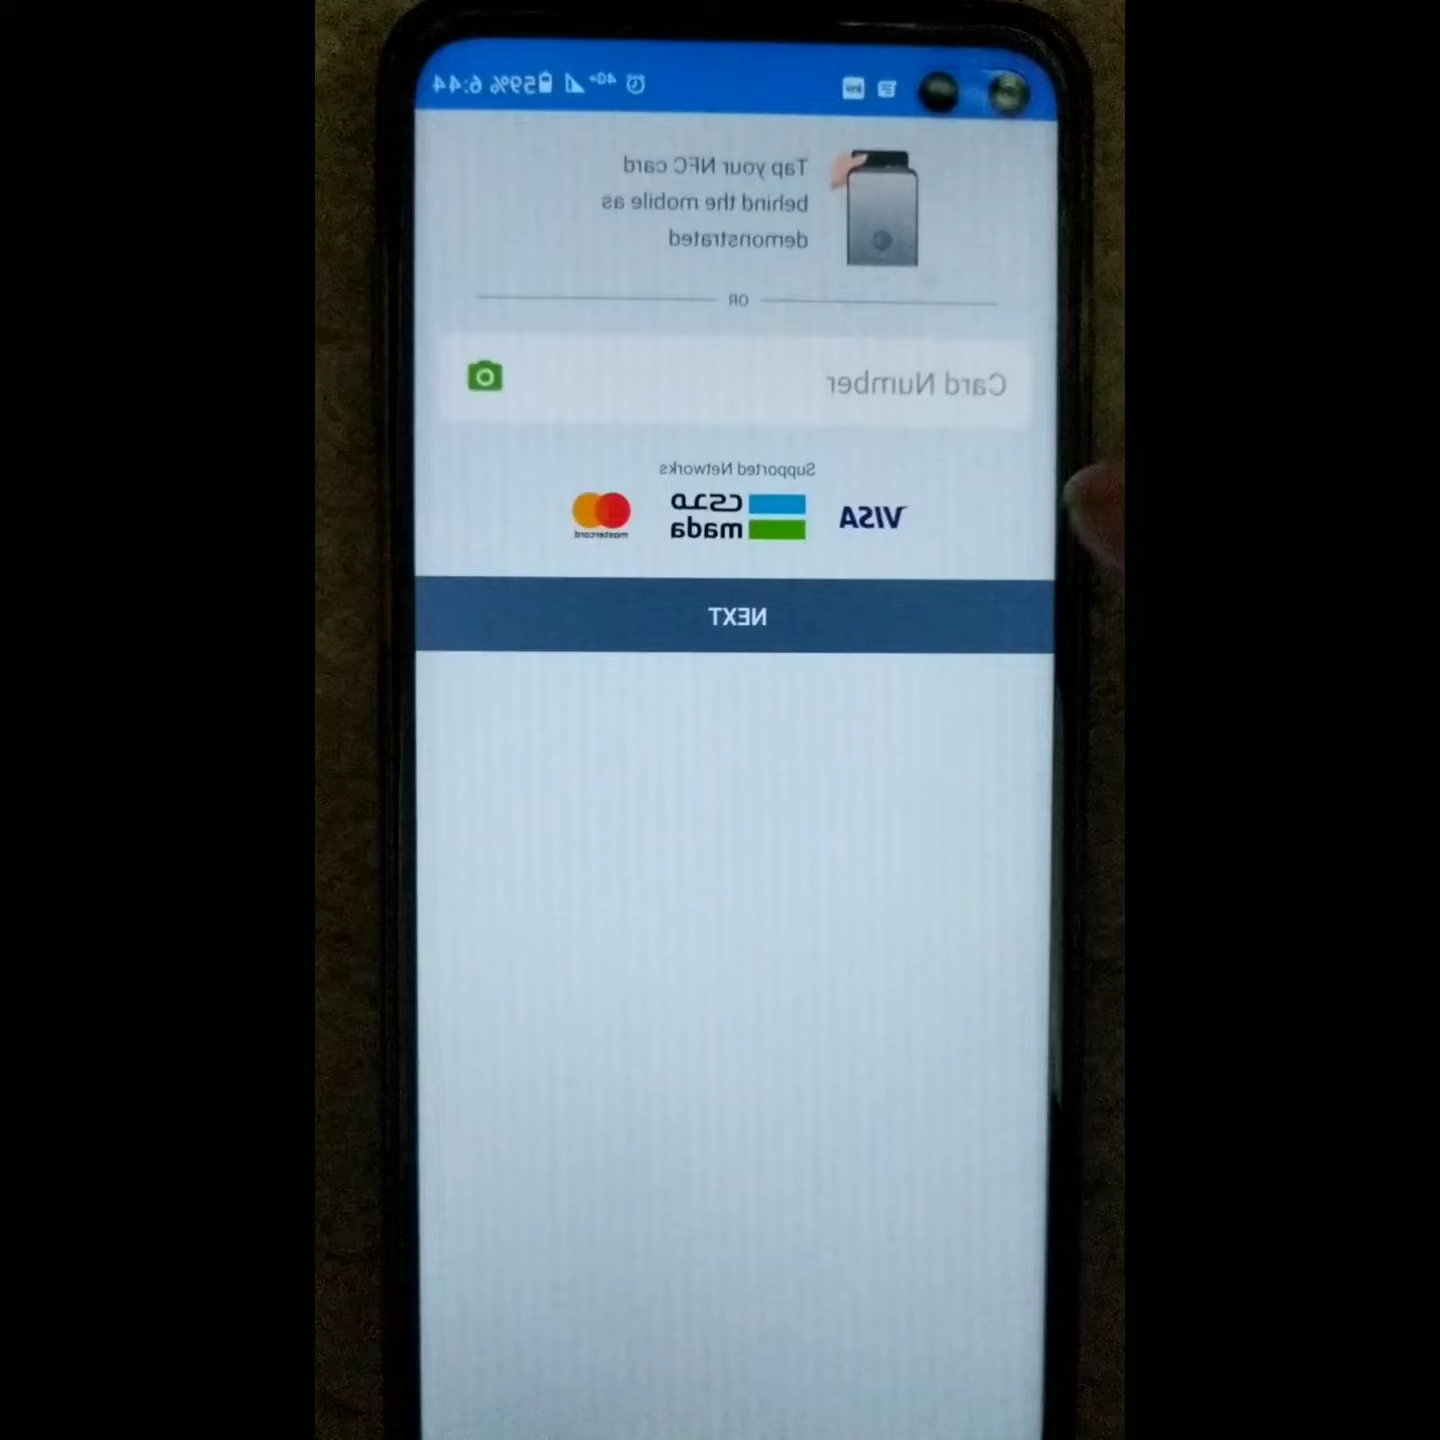 6:44 59% 4G+
Tap your NFC card
behind the mobile as
demonstrated
OR
Card Number
Supported Networks
VISA
مدى
mada
mastercard
NEXT